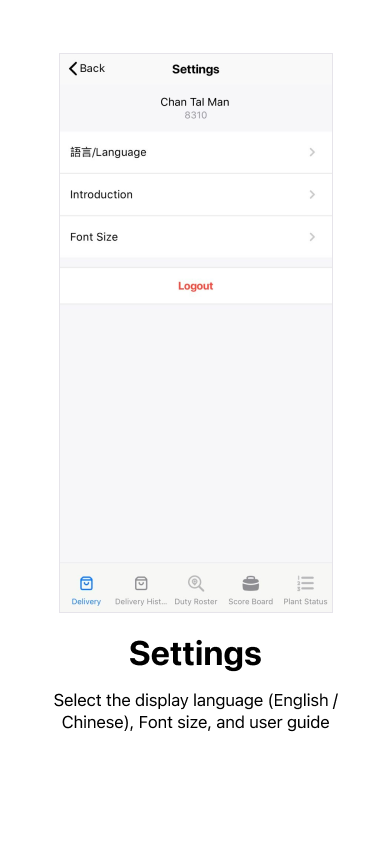 Back
Settings
Chan Tal Man
8310
語言/Language
Introduction
Font Size
Logout
Delivery
Delivery Hist...
Duty Roster
Score Board
Plant Status
Settings
Select the display language (English /
Chinese), Font size, and user guide